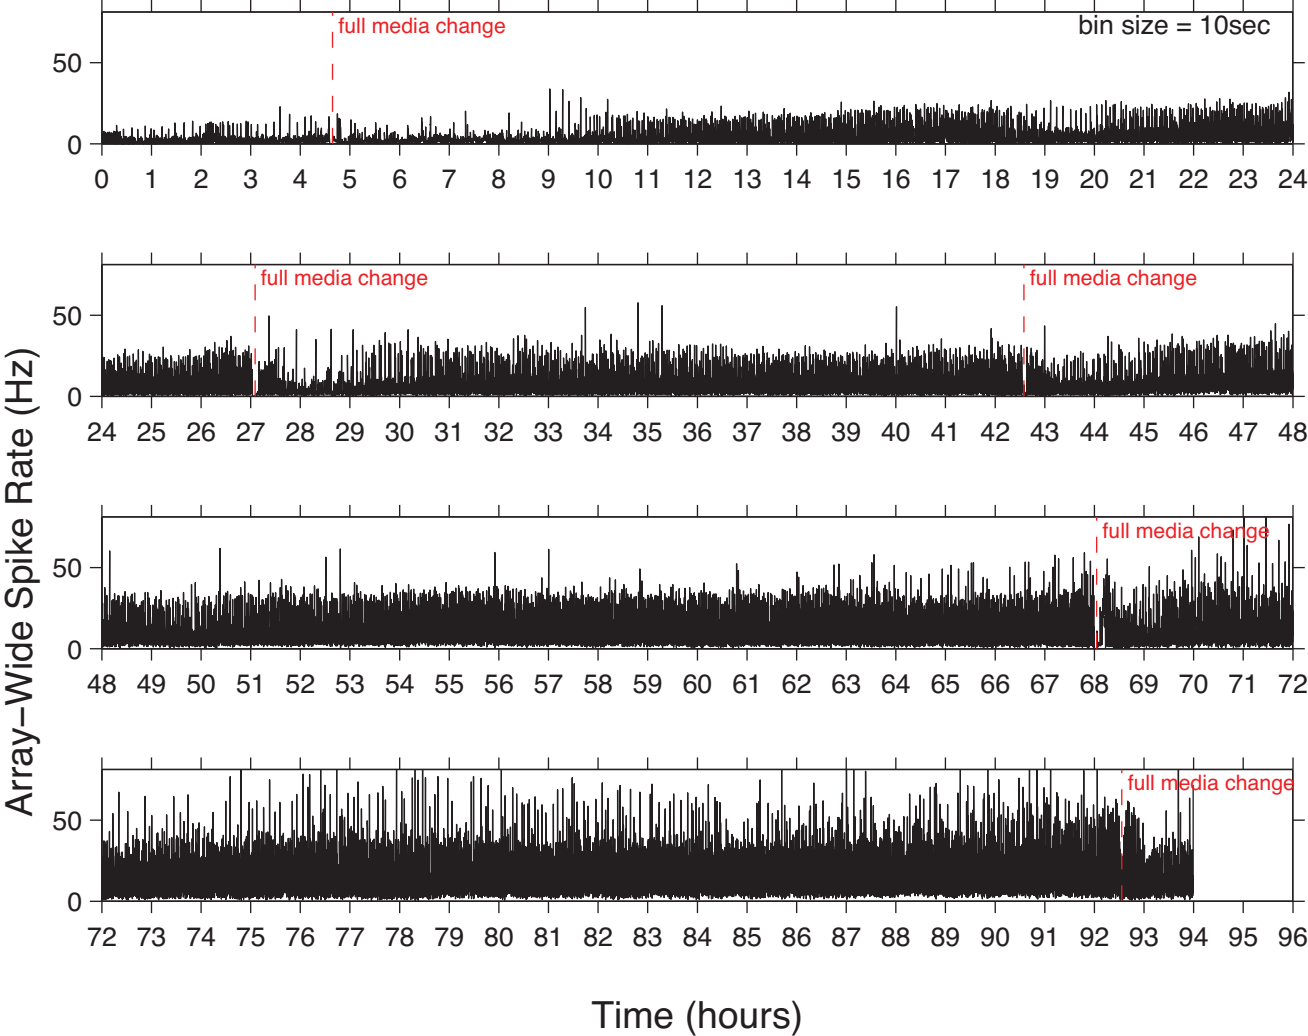 full media change
bin size = 10sec
50
0
0 1 2 3 4 5 6 7 8 9 10 11 12 13 14 15 16 17 18 19 20 21 22 23 24
full media change full media change
50
0
24 25 26 27 28 29 30 31 32 33 34 35 36 37 38 39 40 41 42 43 44 45 46 47 48
full media change
50
0
48 49 50 51 52 53 54 55 56 57 58 59 60 61 62 63 64 65 66 67 68 69 70 71 72
full media change
50
0
72 73 74 75 76 77 78 79 80 81 82 83 84 85 86 87 88 89 90 91 92 93 94 95 96
Array−Wide Spike Rate (Hz)
Time (hours)